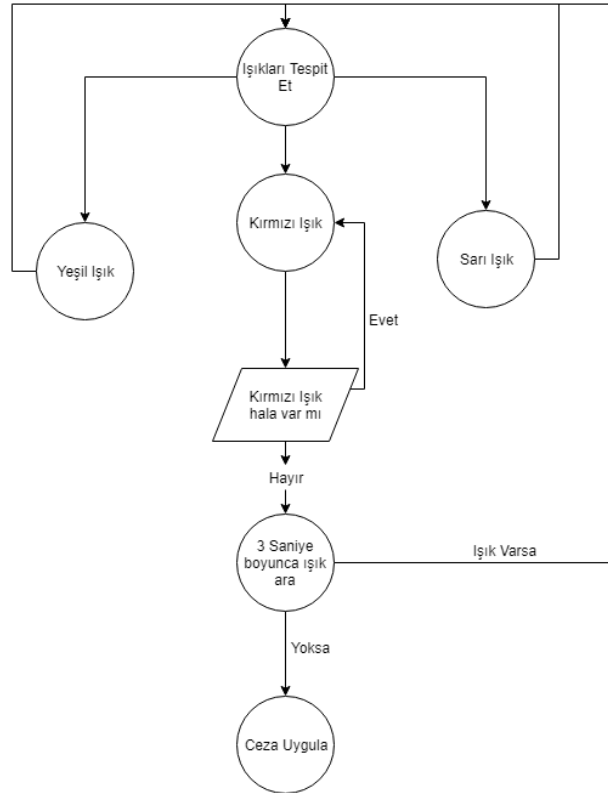 Işıkları Tespit
Et
Kırmızı Işık
Yeşil Işık
Sarı Işık
Evet
Kırmızı Işık
hala var mı
Hayır
3 Saniye
boyunca ışık
ara
Işık Varsa
Yoksa
Ceza Uygula